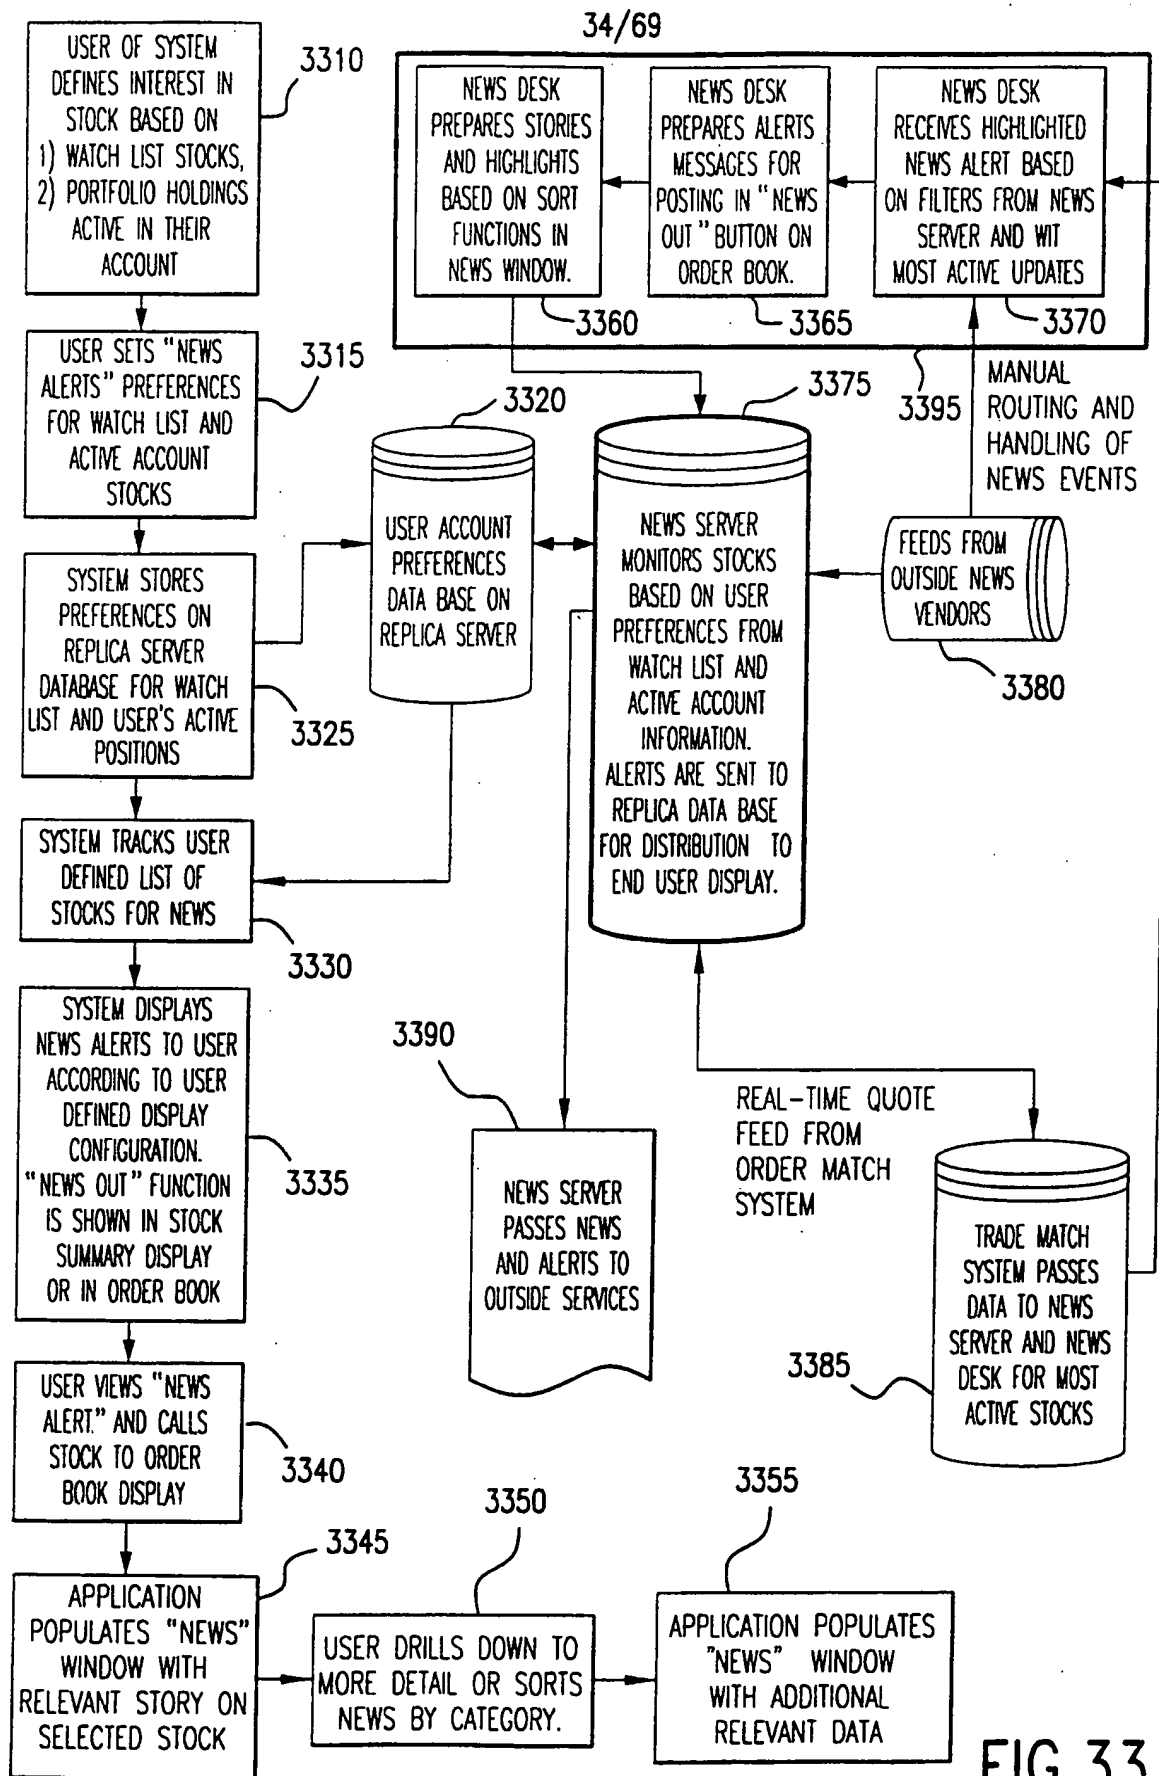 34/69
USER OF SYSTEM
DEFINES INTEREST IN
STOCK BASED ON
1) WATCH LIST STOCKS,
2) PORTFOLIO HOLDINGS
ACTIVE IN THEIR
ACCOUNT
3310
USER SETS "NEWS
ALERTS" PREFERENCES
FOR WATCH LIST AND
ACTIVE ACCOUNT
STOCKS
3315
SYSTEM STORES
PREFERENCES ON
REPLICA SERVER
DATABASE FOR WATCH
LIST AND USER'S ACTIVE
POSITIONS
3325
SYSTEM TRACKS USER
DEFINED LIST OF
STOCKS FOR NEWS
3330
SYSTEM DISPLAYS
NEWS ALERTS TO USER
ACCORDING TO USER
DEFINED DISPLAY
CONFIGURATION.
"NEWS OUT" FUNCTION
IS SHOWN IN STOCK
SUMMARY DISPLAY
OR IN ORDER BOOK
3335
USER VIEWS "NEWS
ALERT." AND CALLS
STOCK TO ORDER
BOOK DISPLAY
3340
APPLICATION
POPULATES "NEWS"
WINDOW WITH
RELEVANT STORY ON
SELECTED STOCK
3345
USER DRILLS DOWN TO
MORE DETAIL OR SORTS
NEWS BY CATEGORY.
3350
APPLICATION POPULATES
"NEWS" WINDOW
WITH ADDITIONAL
RELEVANT DATA
3355
NEWS DESK
PREPARES STORIES
AND HIGHLIGHTS
BASED ON SORT
FUNCTIONS IN
NEWS WINDOW.
3360
NEWS DESK
PREPARES ALERTS
MESSAGES FOR
POSTING IN "NEWS
OUT" BUTTON ON
ORDER BOOK.
3365
NEWS DESK
RECEIVES HIGHLIGHTED
NEWS ALERT BASED
ON FILTERS FROM NEWS
SERVER AND WIT
MOST ACTIVE UPDATES
3370
3395
MANUAL
ROUTING AND
HANDLING OF
NEWS EVENTS
3320
USER ACCOUNT
PREFERENCES
DATA BASE ON
REPLICA SERVER
3375
NEWS SERVER
MONITORS STOCKS
BASED ON USER
PREFERENCES FROM
WATCH LIST AND
ACTIVE ACCOUNT
INFORMATION.
ALERTS ARE SENT TO
REPLICA DATA BASE
FOR DISTRIBUTION TO
END USER DISPLAY.
FEEDS FROM
OUTSIDE NEWS
VENDORS
3380
3390
NEWS SERVER
PASSES NEWS
AND ALERTS TO
OUTSIDE SERVICES
REAL-TIME QUOTE
FEED FROM
ORDER MATCH
SYSTEM
TRADE MATCH
SYSTEM PASSES
DATA TO NEWS
SERVER AND NEWS
DESK FOR MOST
ACTIVE STOCKS
3385
FIG. 33